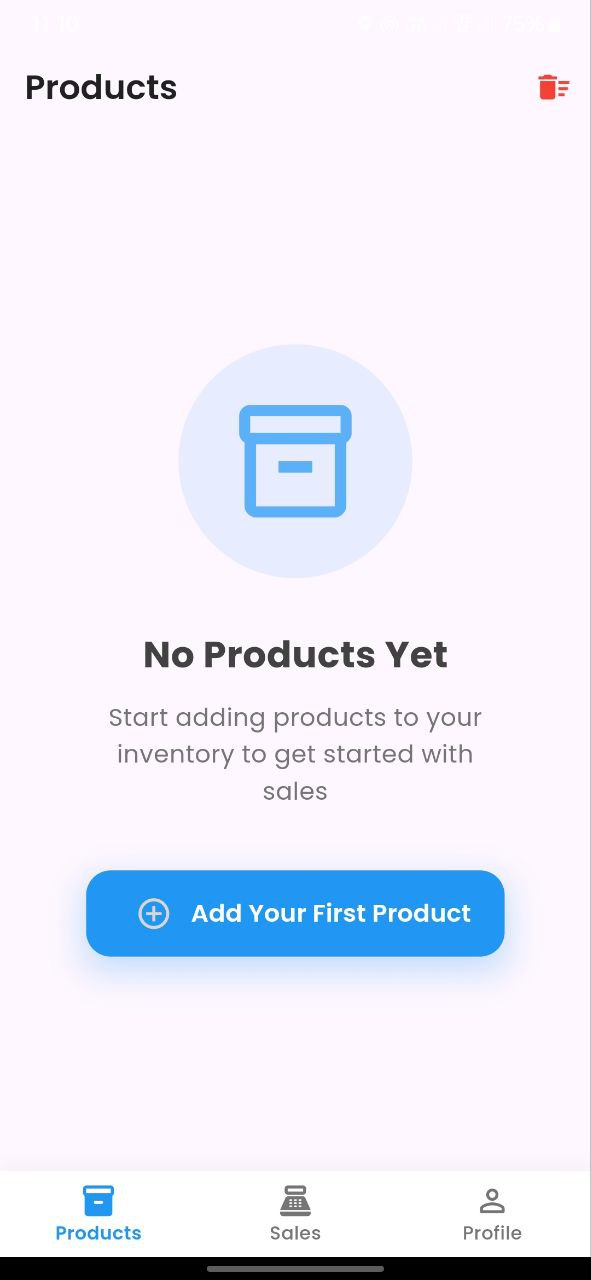 11:10
75%
Products
No Products Yet
Start adding products to your
inventory to get started with
sales
Add Your First Product
Products
Sales
Profile